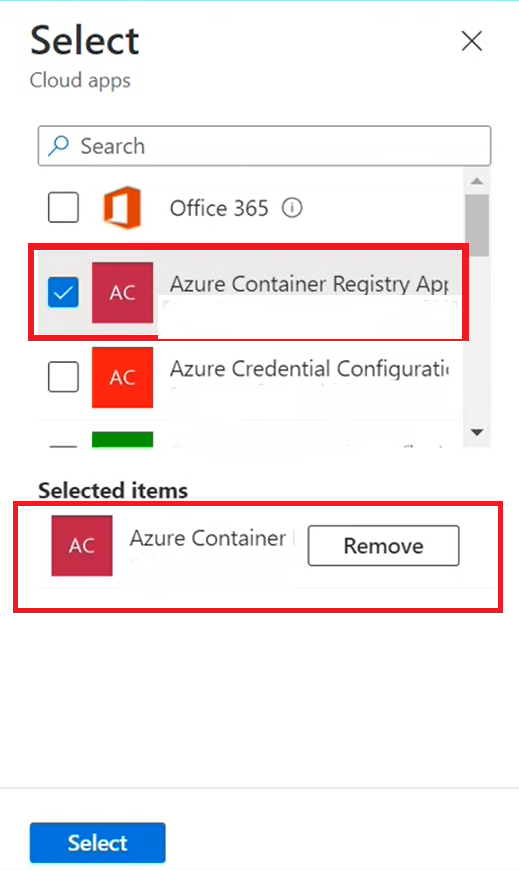 Select
Cloud apps
Search
Office 365
AC
Azure Container Registry App
AC
Azure Credential Configuratio
Selected items
AC
Azure Container
Remove
Select